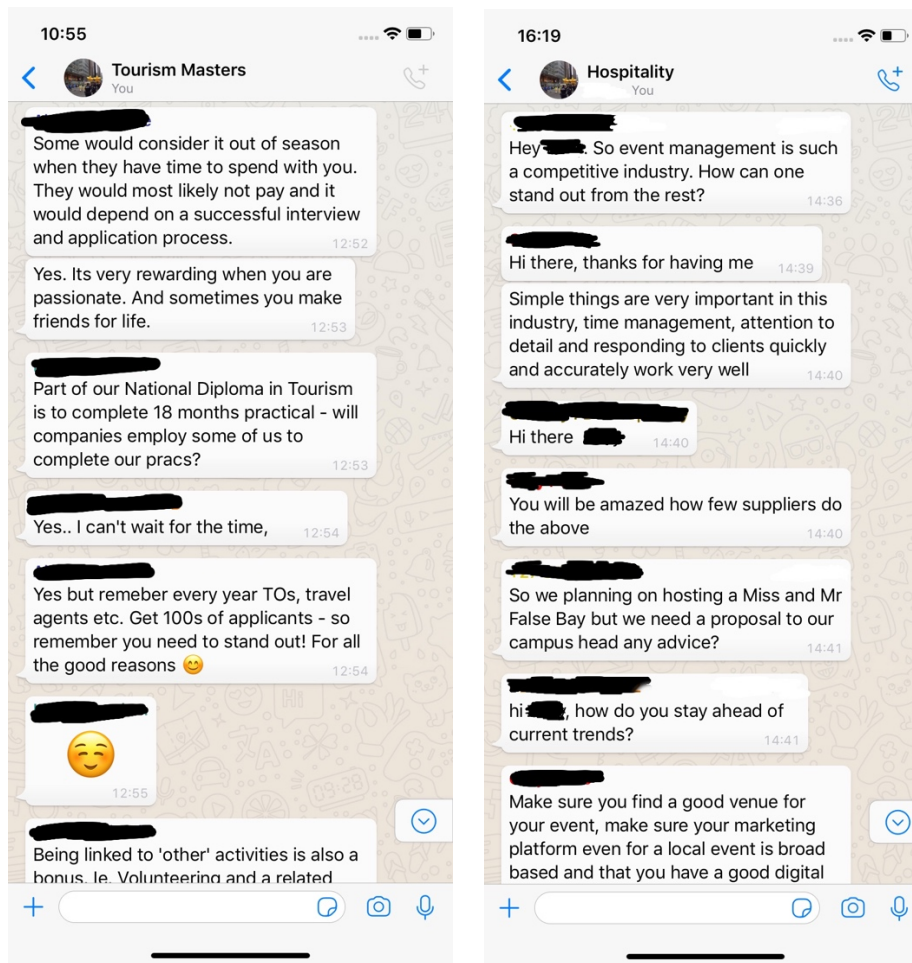 10:55
Tourism Masters
You
Some would consider it out of season
when they have time to spend with you.
They would most likely not pay and it
would depend on a successful interview
and application process.
12:52
Yes. Its very rewarding when you are
passionate. And sometimes you make
friends for life.
12:53
Part of our National Diploma in Tourism
is to complete 18 months practical - will
companies employ some of us to
complete our pracs?
12:53
Yes.. I can't wait for the time,
12:54
Yes but remeber every year TOs, travel
agents etc. Get 100s of applicants - so
remember you need to stand out! For all
the good reasons 😊
12:54
☺️
12:55
Being linked to 'other' activities is also a
bonus. Ie. Volunteering and a related
16:19
Hospitality
You
Hey . So event management is such
a competitive industry. How can one
stand out from the rest?
14:36
Hi there, thanks for having me
14:39
Simple things are very important in this
industry, time management, attention to
detail and responding to clients quickly
and accurately work very well
14:40
Hi there
14:40
You will be amazed how few suppliers do
the above
14:40
So we planning on hosting a Miss and Mr
False Bay but we need a proposal to our
campus head any advice?
14:41
hi , how do you stay ahead of
current trends?
14:41
Make sure you find a good venue for
your event, make sure your marketing
platform even for a local event is broad
based and that you have a good digital